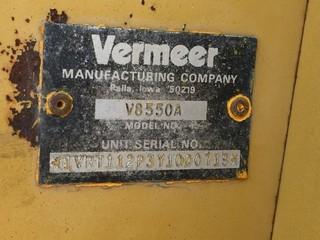 Vermeer
MANUFACTURING COMPANY
Pella, Iowa 50219
V8550A
MODEL NO.
UNIT SERIAL NO.